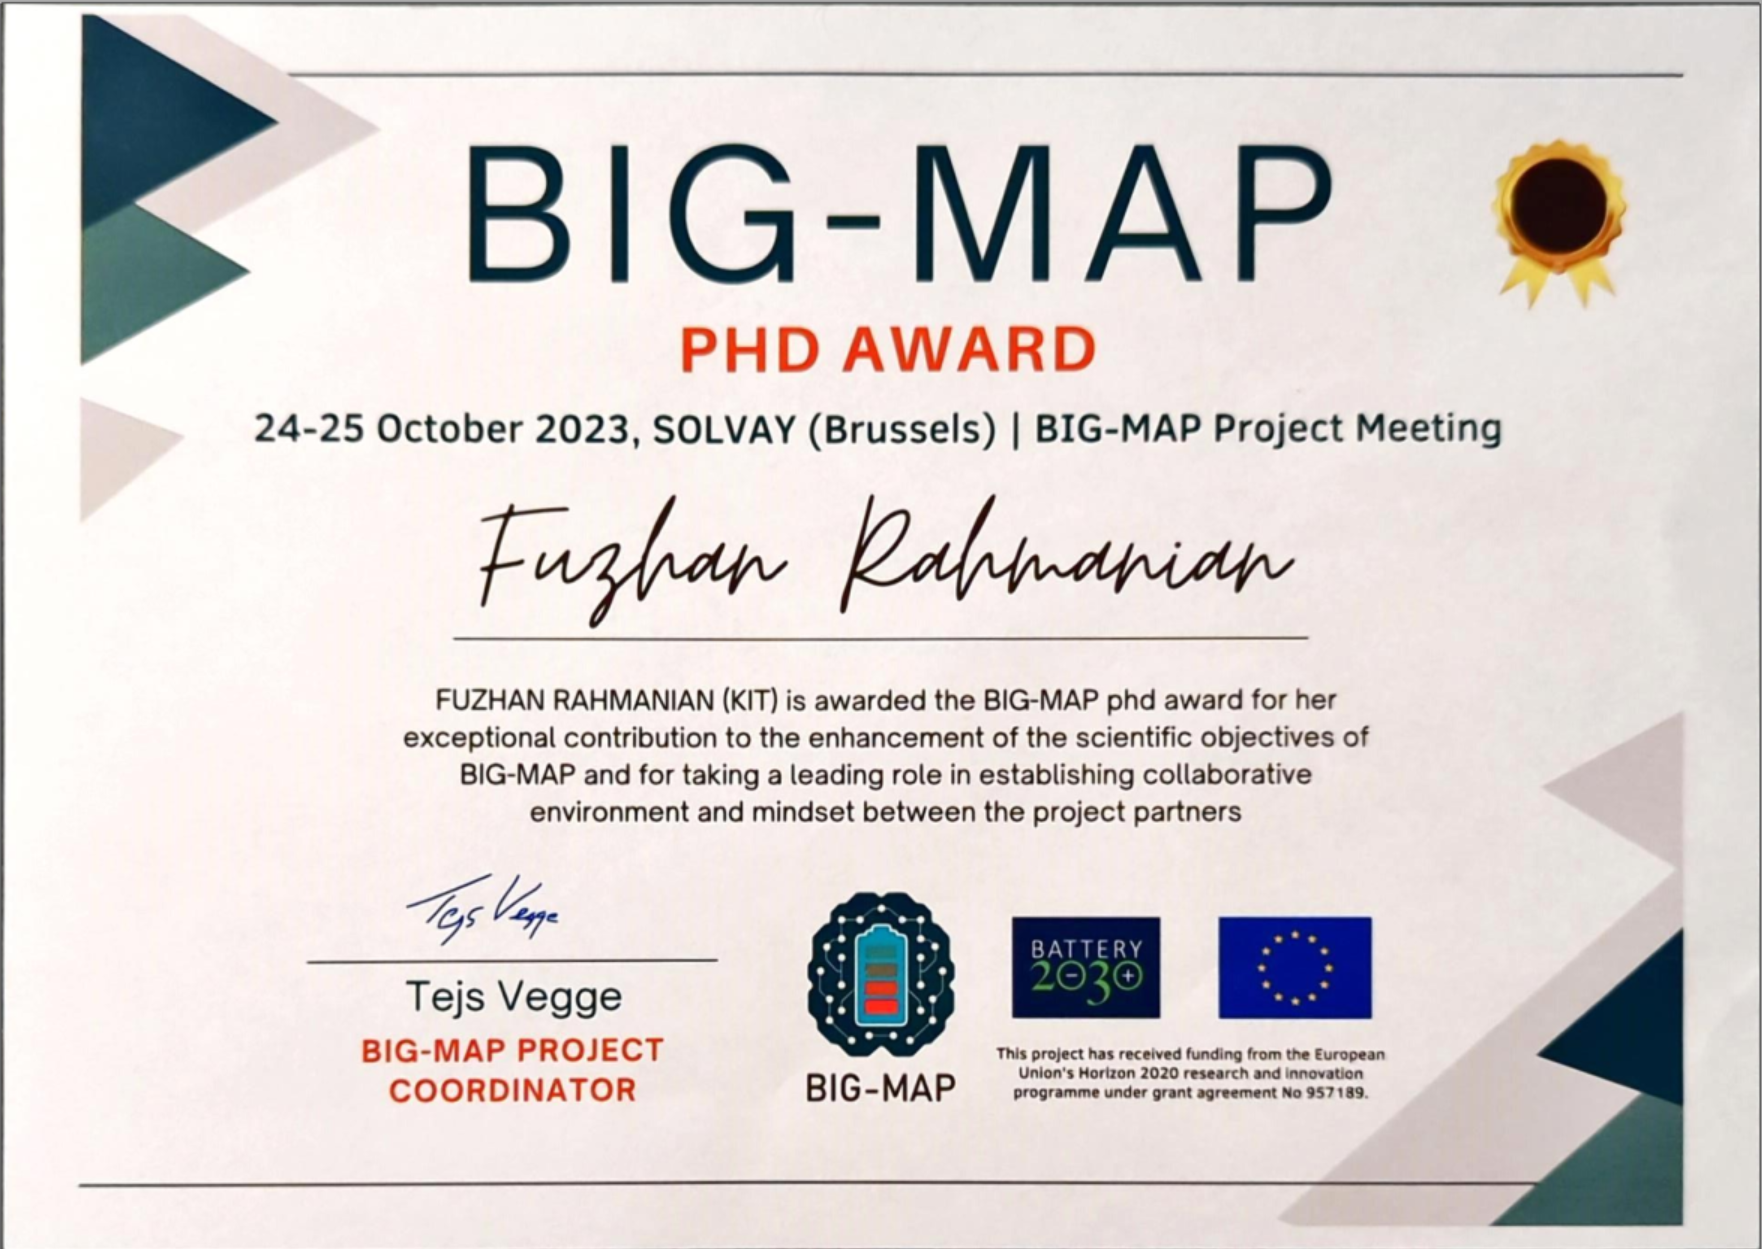 BIG-MAP
PHD AWARD
24-25 October 2023, SOLVAY (Brussels) | BIG-MAP Project Meeting
Fuzhan Rahmanian
FUZHAN RAHMANIAN (KIT) is awarded the BIG-MAP phd award for her
exceptional contribution to the enhancement of the scientific objectives of
BIG-MAP and for taking a leading role in establishing collaborative
environment and mindset between the project partners
Tejs Vegge
Tejs Vegge
BIG-MAP PROJECT
COORDINATOR
BIG-MAP
BATTERY
2030
This project has received funding from the European
Union's Horizon 2020 research and innovation
programme under grant agreement No 957189.